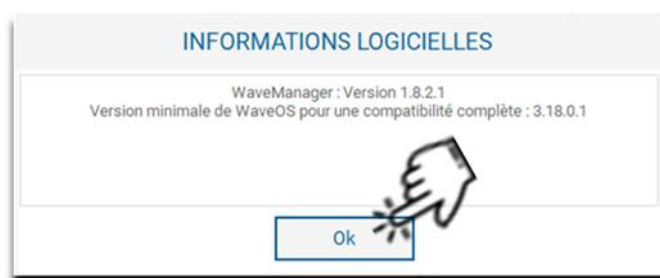 INFORMATIONS LOGICIELLES
WaveManager : Version 1.8.2.1
Version minimale de WaveOS pour une compatibilité complète : 3.18.0.1
Ok